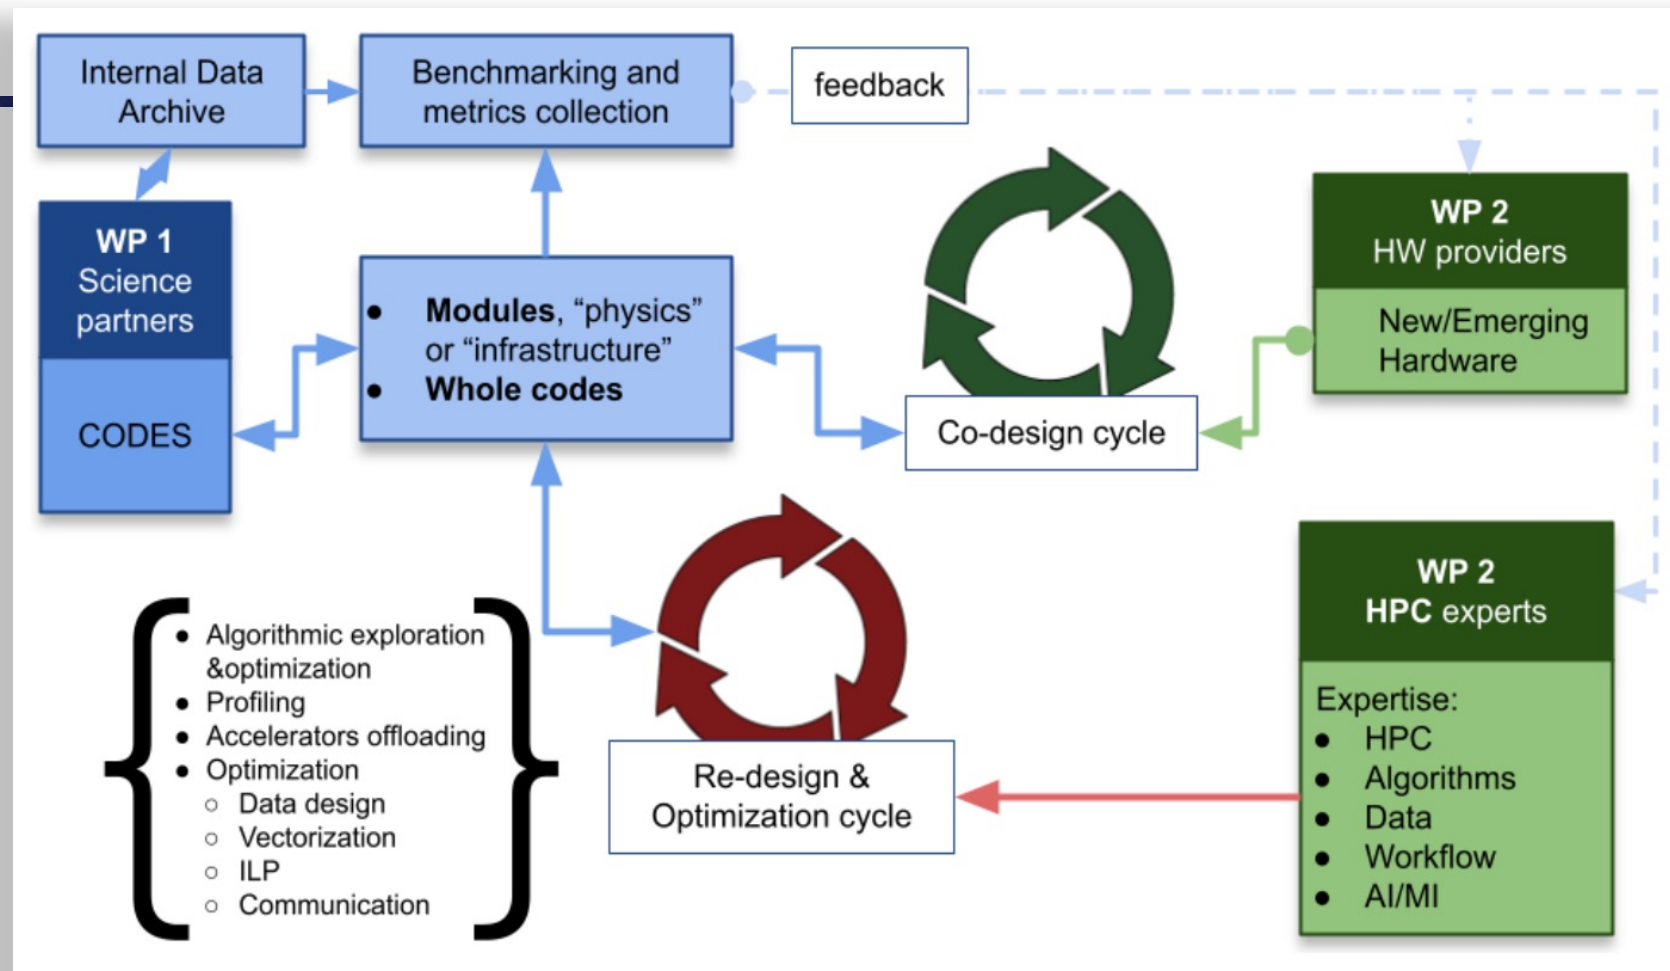 Internal Data
Archive
Benchmarking and
metrics collection
feedback
WP 1
Science
partners
CODES
● Modules, “physics”
or “infrastructure”
● Whole codes
Co-design cycle
WP 2
HW providers
New/Emerging
Hardware
● Algorithmic exploration
&optimization
● Profiling
● Accelerators offloading
● Optimization
○ Data design
○ Vectorization
○ ILP
○ Communication
Re-design &
Optimization cycle
WP 2
HPC experts
Expertise:
● HPC
● Algorithms
● Data
● Workflow
● AI/MI